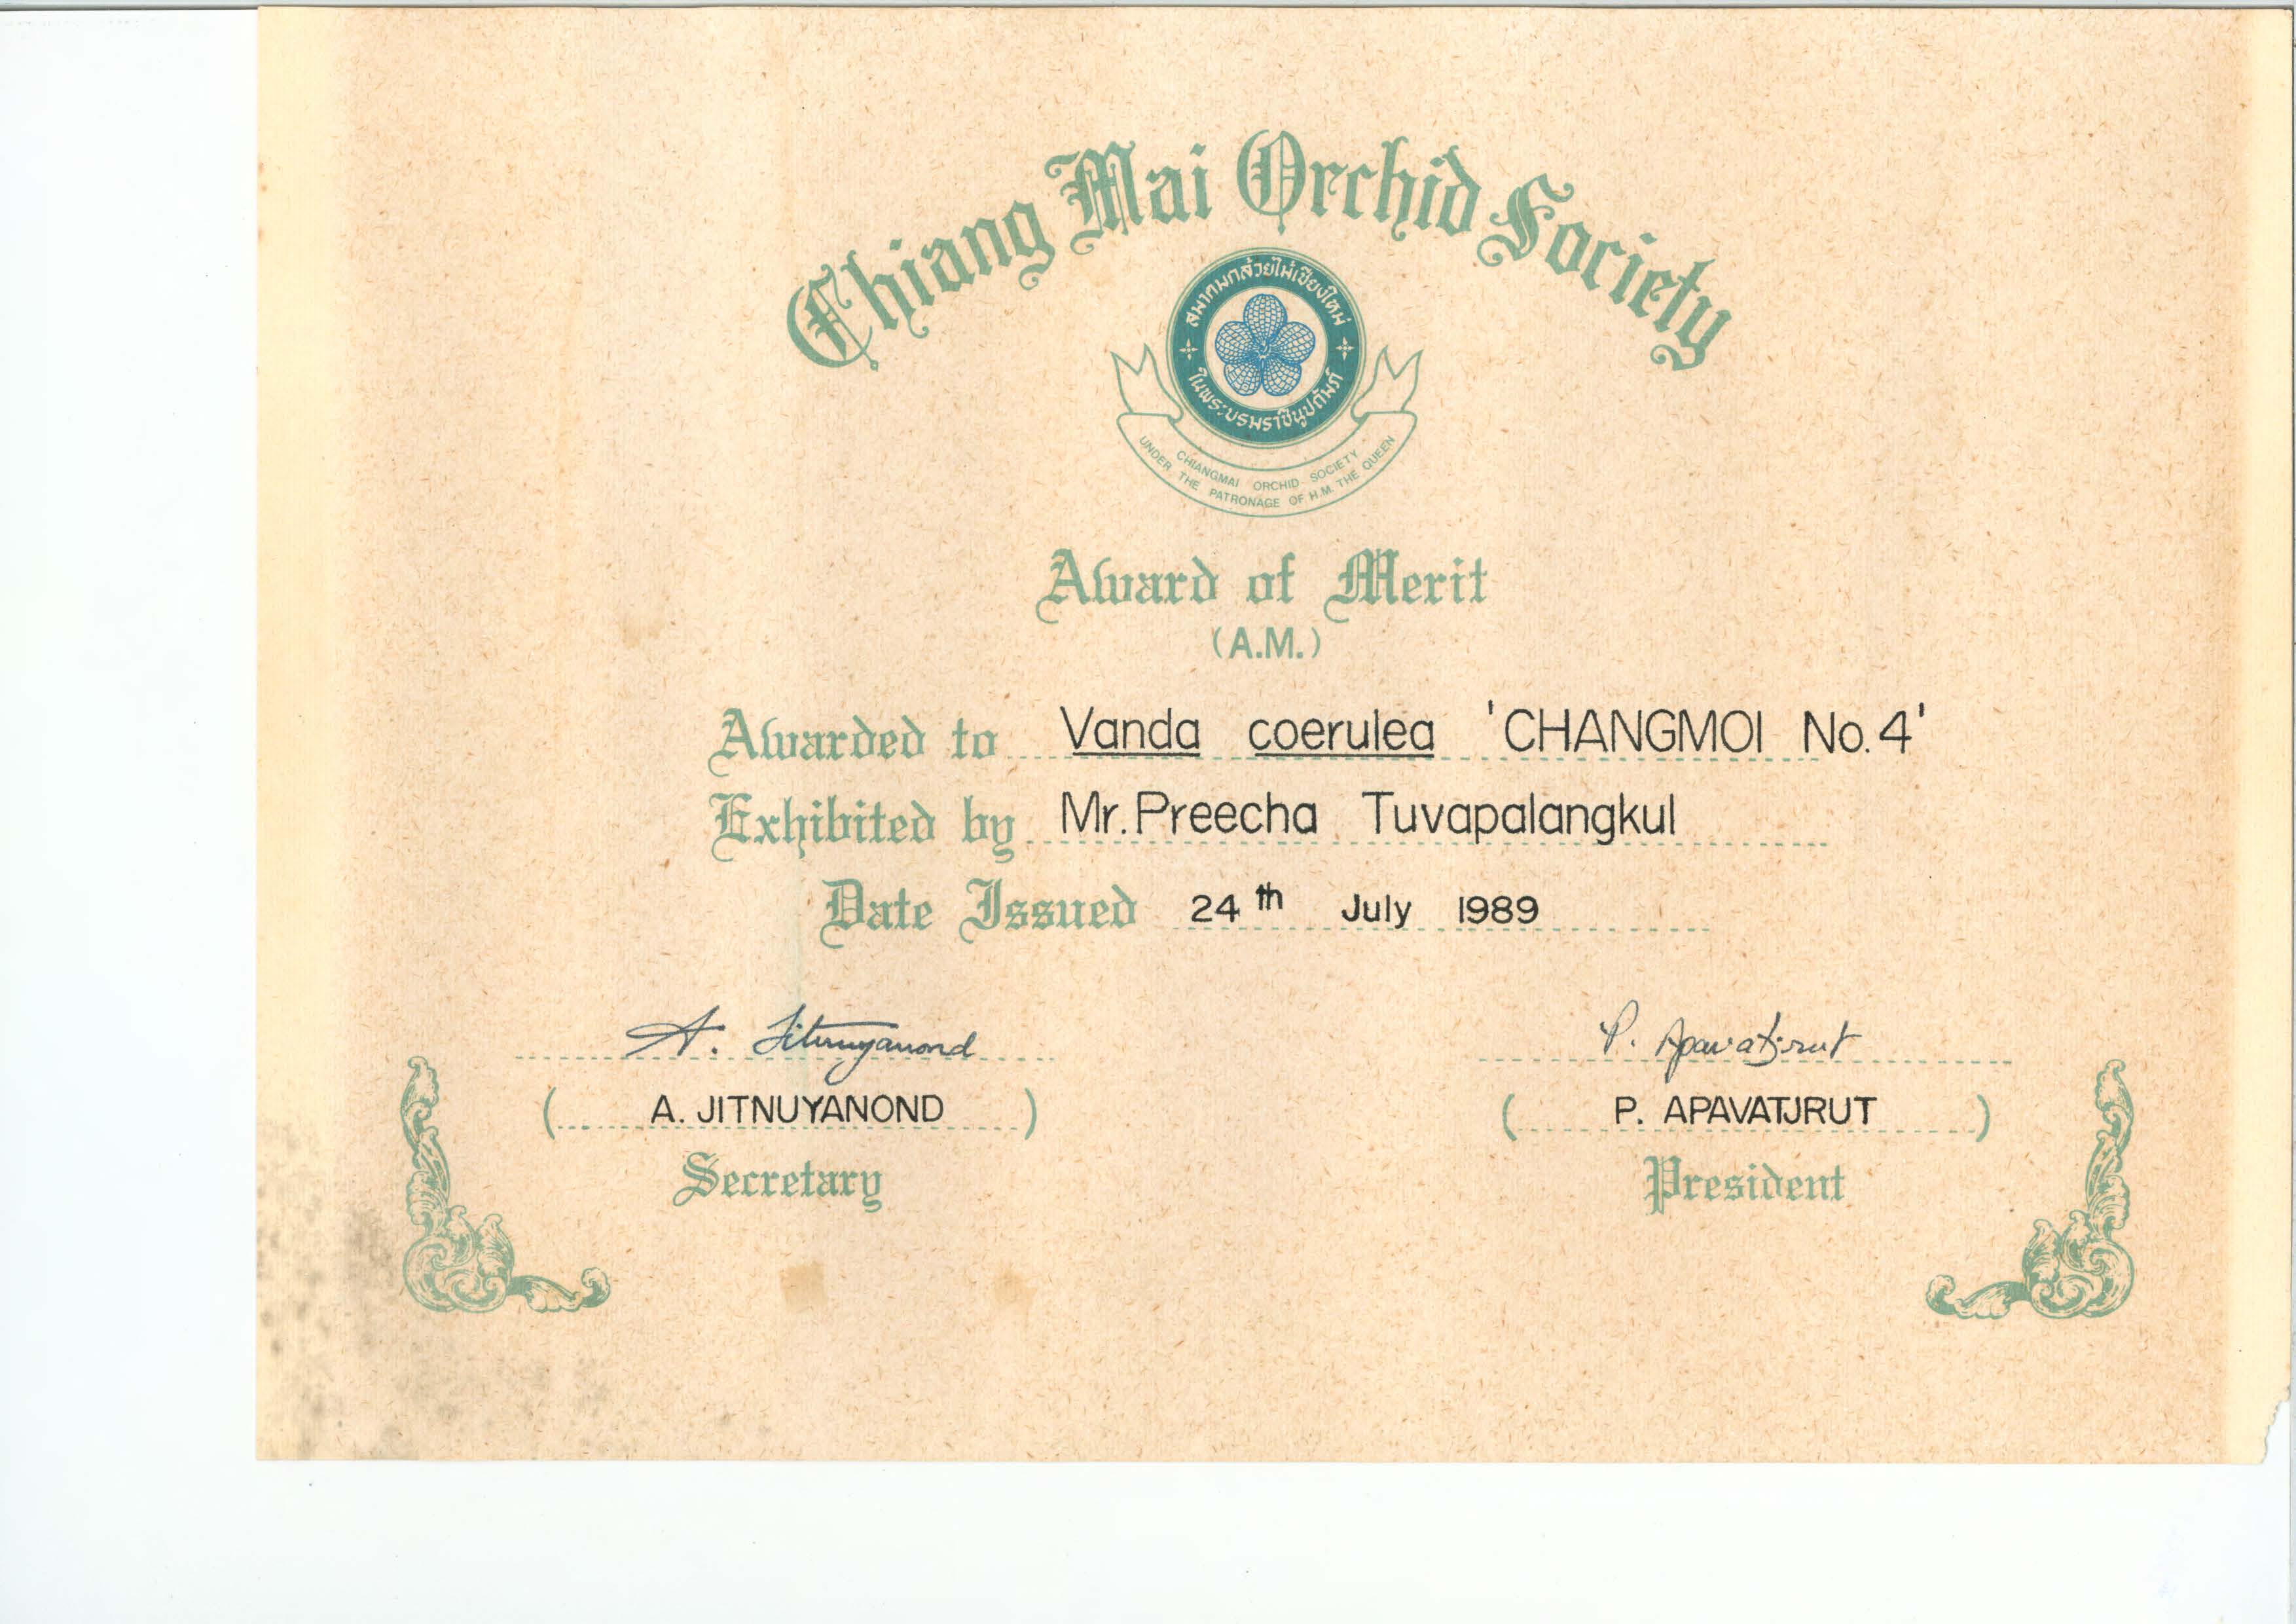 Chiang Mai Orchid Society
สมาคมกล้วยไม้เชียงใหม่
ในพระบรมราชินูปถัมภ์
CHIANGMAI ORCHID SOCIETY
UNDER THE PATRONAGE OF H.M. THE QUEEN
Award of Merit
(A.M.)
Awarded to Vanda coerulea 'CHANGMOI No.4'
Exhibited by Mr. Preecha Tuvapalangkul
Date Issued 24th July 1989
A. Jitnuyanond P. Apavatjrut
( A. JITNUYANOND ) ( P. APAVATJRUT )
Secretary President